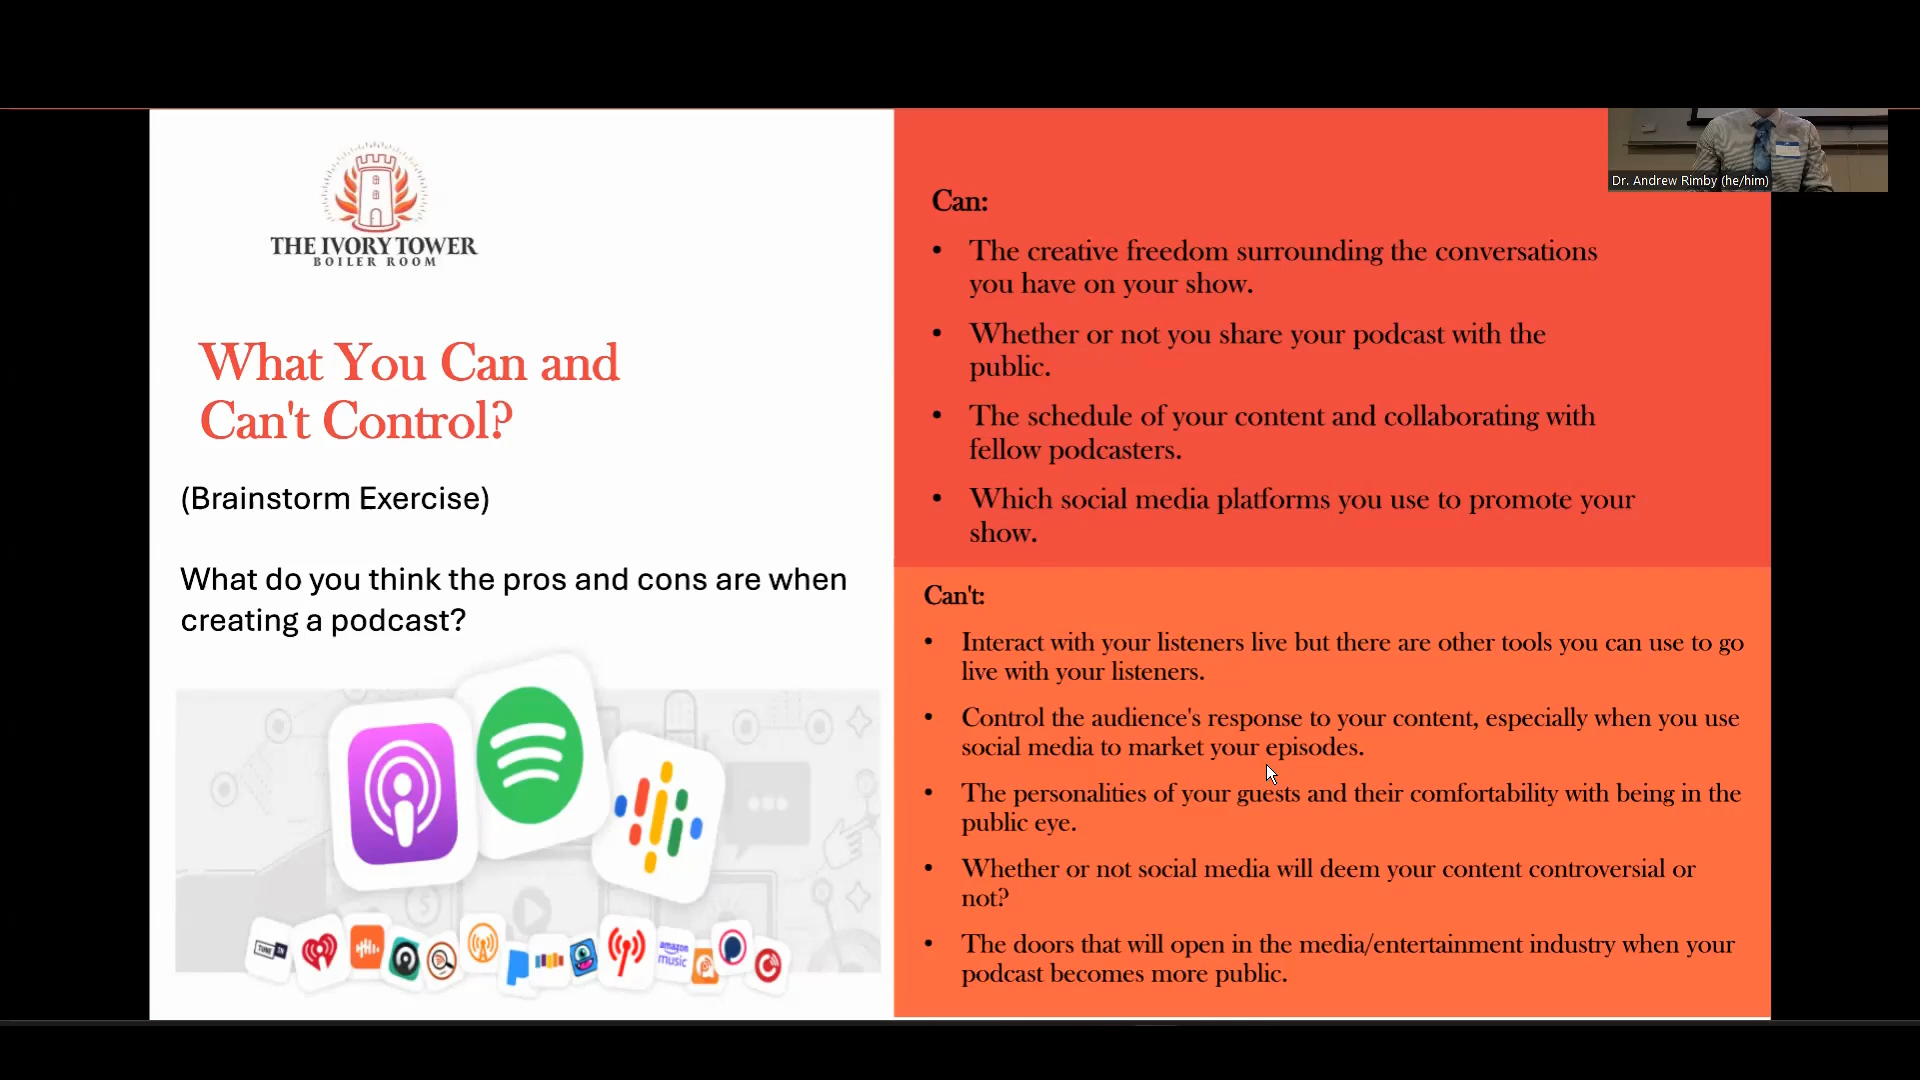 THE IVORY TOWER
BOILER ROOM
What You Can and
Can't Control?
(Brainstorm Exercise)
What do you think the pros and cons are when
creating a podcast?
TUNE IN
amazon
music
Dr. Andrew Rimby (he/him)
Can:
• The creative freedom surrounding the conversations
you have on your show.
• Whether or not you share your podcast with the
public.
• The schedule of your content and collaborating with
fellow podcasters.
• Which social media platforms you use to promote your
show.
Can't:
• Interact with your listeners live but there are other tools you can use to go
live with your listeners.
• Control the audience's response to your content, especially when you use
social media to market your episodes.
• The personalities of your guests and their comfortability with being in the
public eye.
• Whether or not social media will deem your content controversial or
not?
• The doors that will open in the media/entertainment industry when your
podcast becomes more public.